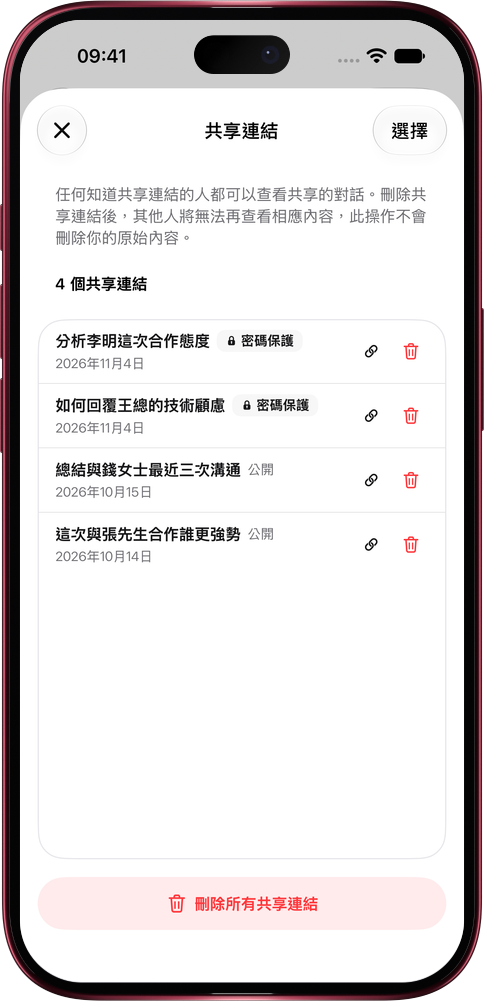 09:41
共享連結
選擇
任何知道共享連結的人都可以查看共享的對話。刪除共
享連結後，其他人將無法再查看相應內容，此操作不會
刪除你的原始內容。
4 個共享連結
分析李明這次合作態度 密碼保護
2026年11月4日
如何回覆王總的技術顧慮 密碼保護
2026年11月4日
總結與錢女士最近三次溝通 公開
2026年10月15日
這次與張先生合作誰更強勢 公開
2026年10月14日
刪除所有共享連結